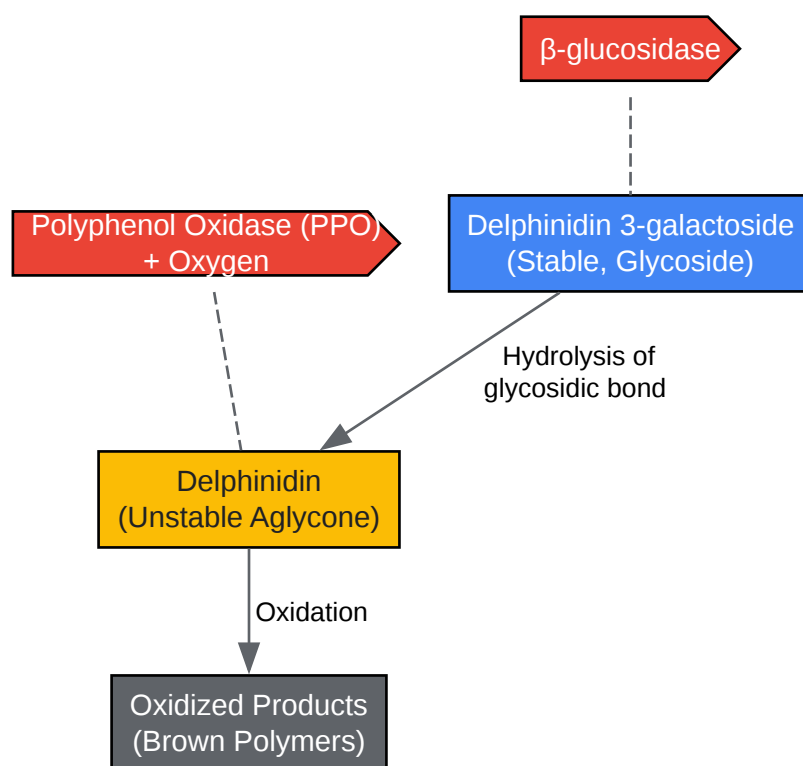 β-glucosidase
Polyphenol Oxidase (PPO)
+ Oxygen
Delphinidin 3-galactoside
(Stable, Glycoside)
Hydrolysis of
glycosidic bond
Delphinidin
(Unstable Aglycone)
Oxidation
Oxidized Products
(Brown Polymers)